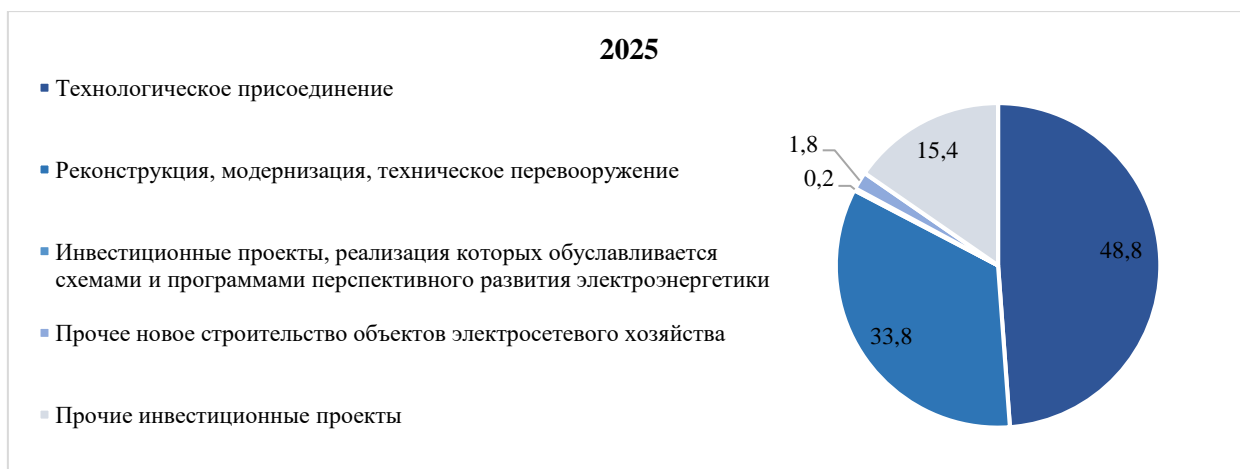 2025
Технологическое присоединение
Реконструкция, модернизация, техническое перевооружение
Инвестиционные проекты, реализация которых обуславливается
схемами и программами перспективного развития электроэнергетики
Прочее новое строительство объектов электросетевого хозяйства
Прочие инвестиционные проекты
1,8
15,4
0,2
48,8
33,8